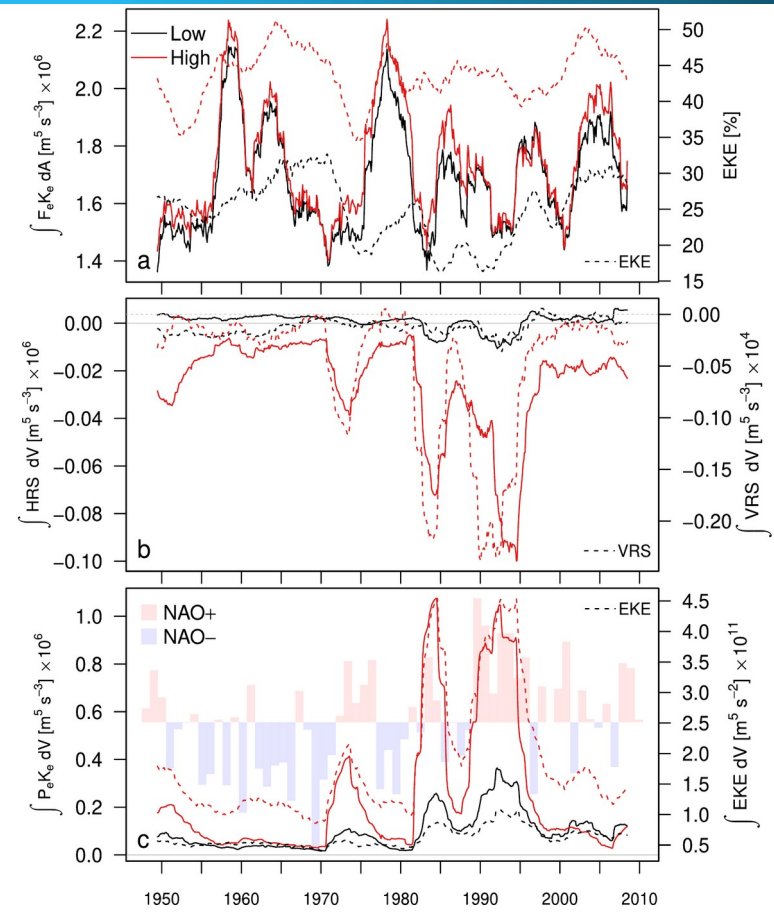 2.2
2.0
1.8
1.6
1.4
∫ FₑKₑ dA [m⁵ s⁻³] ×10⁶
Low
High
a
EKE
50
45
40
35
30
25
20
15
EKE [%]
0.00
−0.02
−0.04
−0.06
−0.08
−0.10
∫ HRS dV [m⁵ s⁻³] ×10⁶
b
VRS
0.00
−0.05
−0.10
−0.15
−0.20
∫ VRS dV [m⁵ s⁻³] ×10⁴
1.0
0.8
0.6
0.4
0.2
0.0
∫ PₑKₑ dV [m⁵ s⁻³] ×10⁶
NAO+
NAO−
c
EKE
4.5
4.0
3.5
3.0
2.5
2.0
1.5
1.0
0.5
∫ EKE dV [m⁵ s⁻²] ×10¹¹
1950 1960 1970 1980 1990 2000 2010